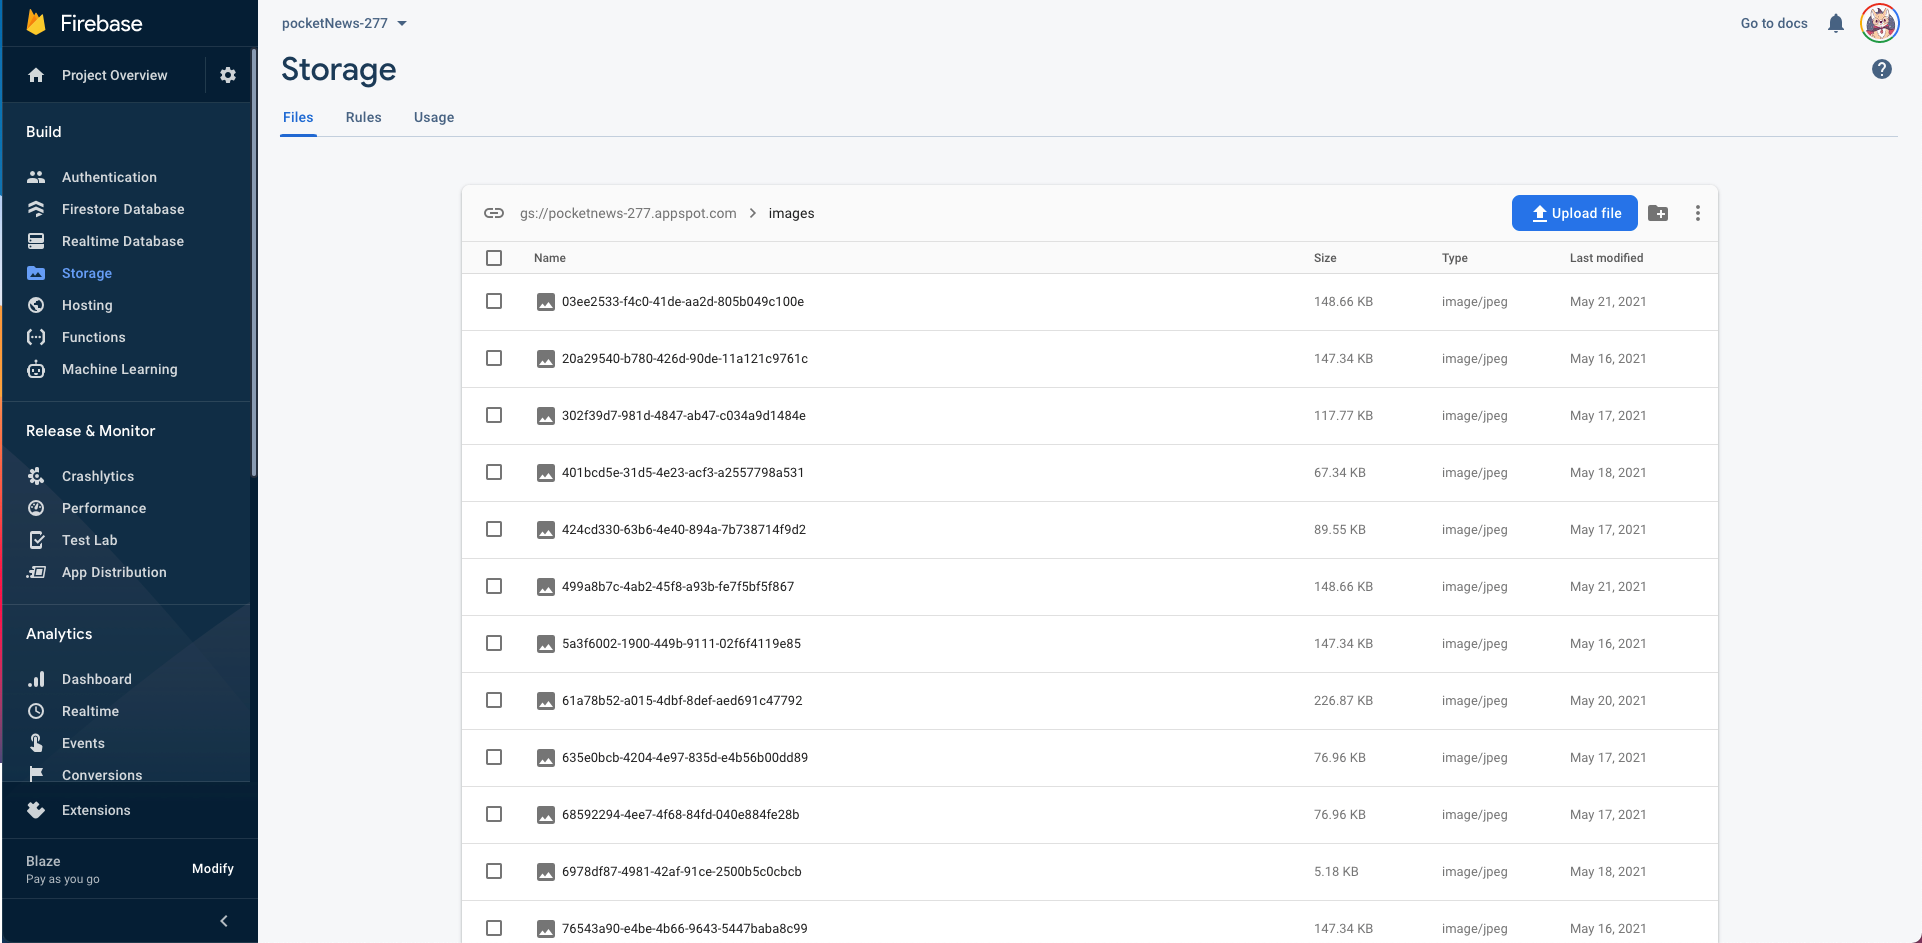 Firebase
Project Overview
Build
Authentication
Firestore Database
Realtime Database
Storage
Hosting
Functions
Machine Learning
Release & Monitor
Crashlytics
Performance
Test Lab
App Distribution
Analytics
Dashboard
Realtime
Events
Conversions
Extensions
Blaze
Pay as you go
Modify
pocketNews-277
Go to docs
Storage
Files Rules Usage
gs://pocketnews-277.appspot.com > images
Upload file
Name Size Type Last modified
03ee2533-f4c0-41de-aa2d-805b049c100e 148.66 KB image/jpeg May 21, 2021
20a29540-b780-426d-90de-11a121c9761c 147.34 KB image/jpeg May 16, 2021
302f39d7-981d-4847-ab47-c034a9d1484e 117.77 KB image/jpeg May 17, 2021
401bcd5e-31d5-4e23-acf3-a2557798a531 67.34 KB image/jpeg May 18, 2021
424cd330-63b6-4e40-894a-7b738714f9d2 89.55 KB image/jpeg May 17, 2021
499a8b7c-4ab2-45f8-a93b-fe7f5bf5f867 148.66 KB image/jpeg May 21, 2021
5a3f6002-1900-449b-9111-02f6f4119e85 147.34 KB image/jpeg May 16, 2021
61a78b52-a015-4dbf-8def-aed691c47792 226.87 KB image/jpeg May 20, 2021
635e0bcb-4204-4e97-835d-e4b56b00dd89 76.96 KB image/jpeg May 17, 2021
68592294-4ee7-4f68-84fd-040e884fe28b 76.96 KB image/jpeg May 17, 2021
6978df87-4981-42af-91ce-2500b5c0cbcb 5.18 KB image/jpeg May 18, 2021
76543a90-e4be-4b66-9643-5447baba8c99 147.34 KB image/jpeg May 16, 2021